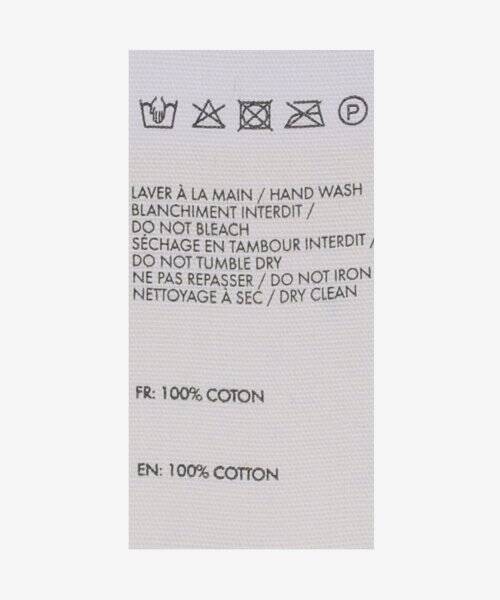 P
LAVER À LA MAIN / HAND WASH
BLANCHIMENT INTERDIT /
DO NOT BLEACH
SÉCHAGE EN TAMBOUR INTERDIT /
DO NOT TUMBLE DRY
NE PAS REPASSER / DO NOT IRON
NETTOYAGE À SEC / DRY CLEAN
FR: 100% COTON
EN: 100% COTTON